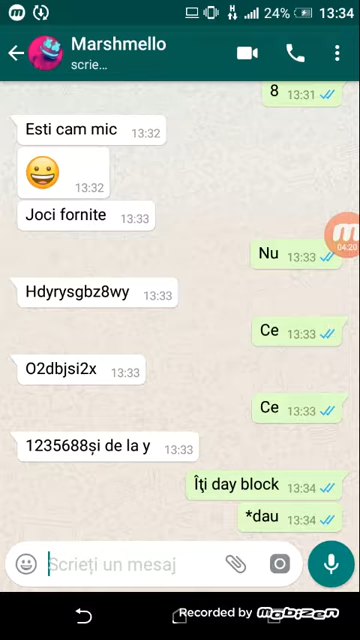 24% 13:34
Marshmello
scrie...
8 13:31
Esti cam mic 13:32
13:32
Joci fornite 13:33
04:20
Nu 13:33
Hdyrysgbz8wy 13:33
Ce 13:33
O2dbjsi2x 13:33
Ce 13:33
1235688și de la y 13:33
Îţi day block 13:34
*dau 13:34
Scrieți un mesaj
Recorded by mobizen